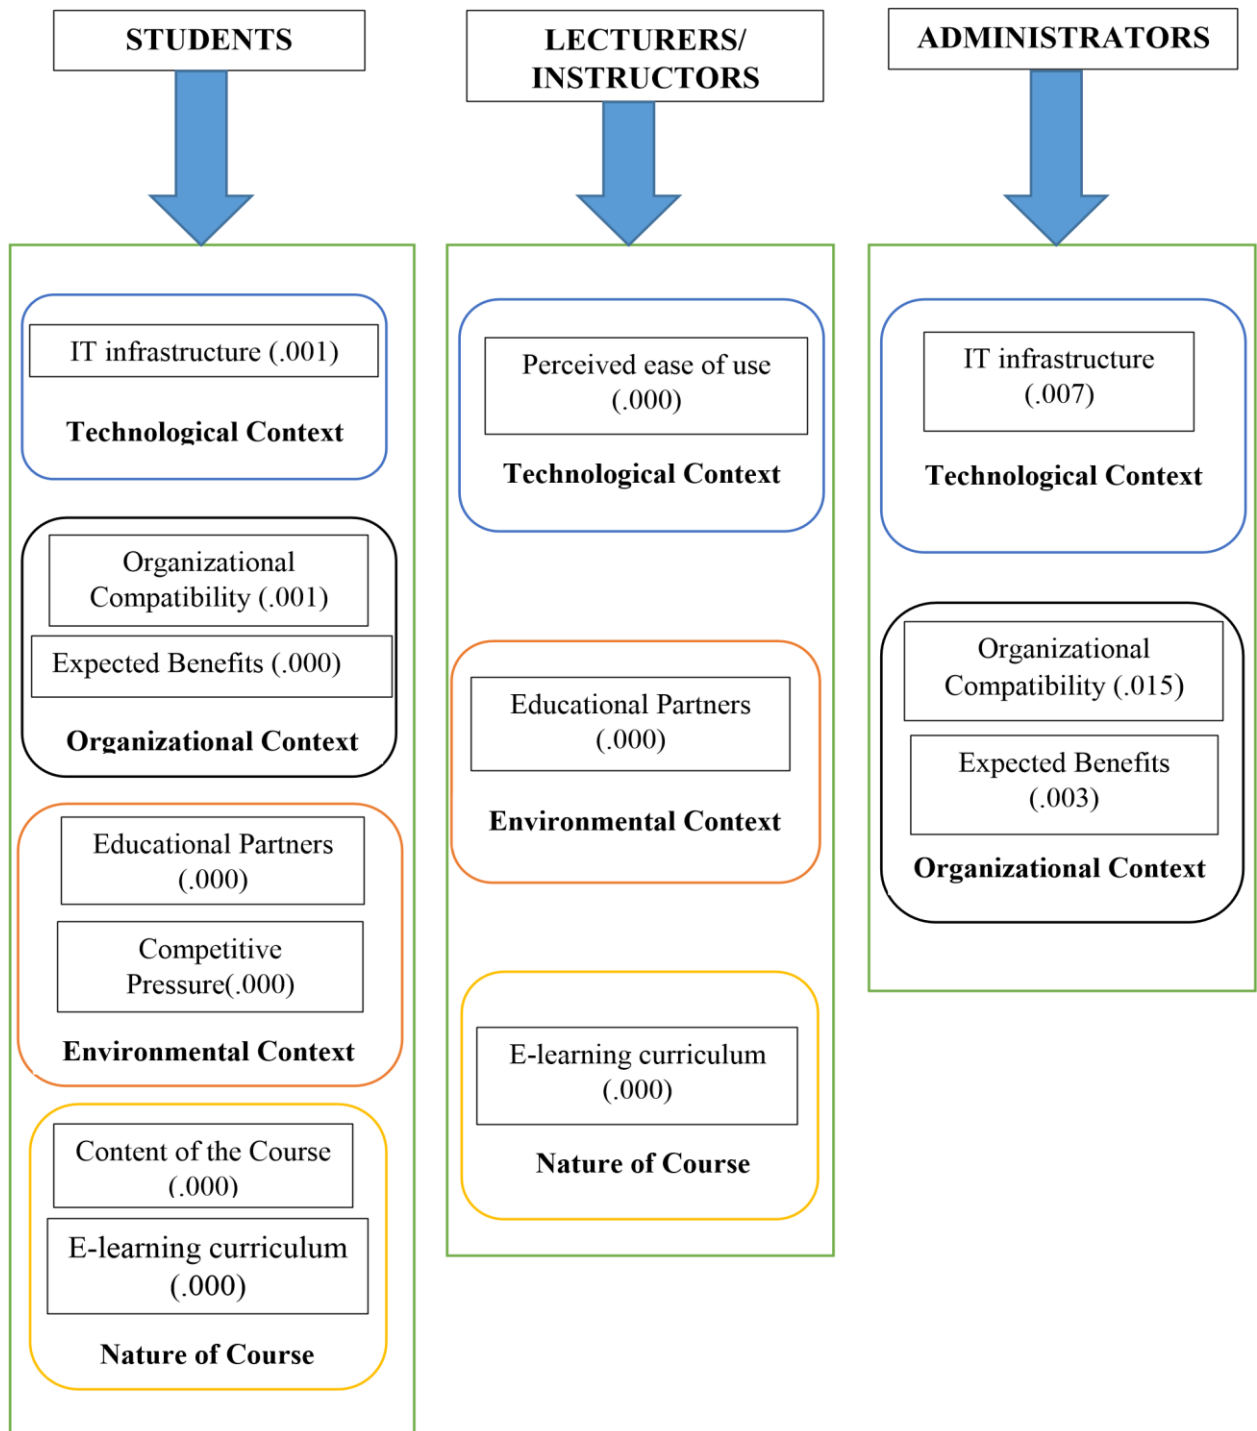 STUDENTS
IT infrastructure (.001)
Technological Context
Organizational
Compatibility (.001)
Expected Benefits (.000)
Organizational Context
Educational Partners
(.000)
Competitive
Pressure(.000)
Environmental Context
Content of the Course
(.000)
E-learning curriculum
(.000)
Nature of Course
LECTURERS/
INSTRUCTORS
Perceived ease of use
(.000)
Technological Context
Educational Partners
(.000)
Environmental Context
E-learning curriculum
(.000)
Nature of Course
ADMINISTRATORS
IT infrastructure
(.007)
Technological Context
Organizational
Compatibility (.015)
Expected Benefits
(.003)
Organizational Context